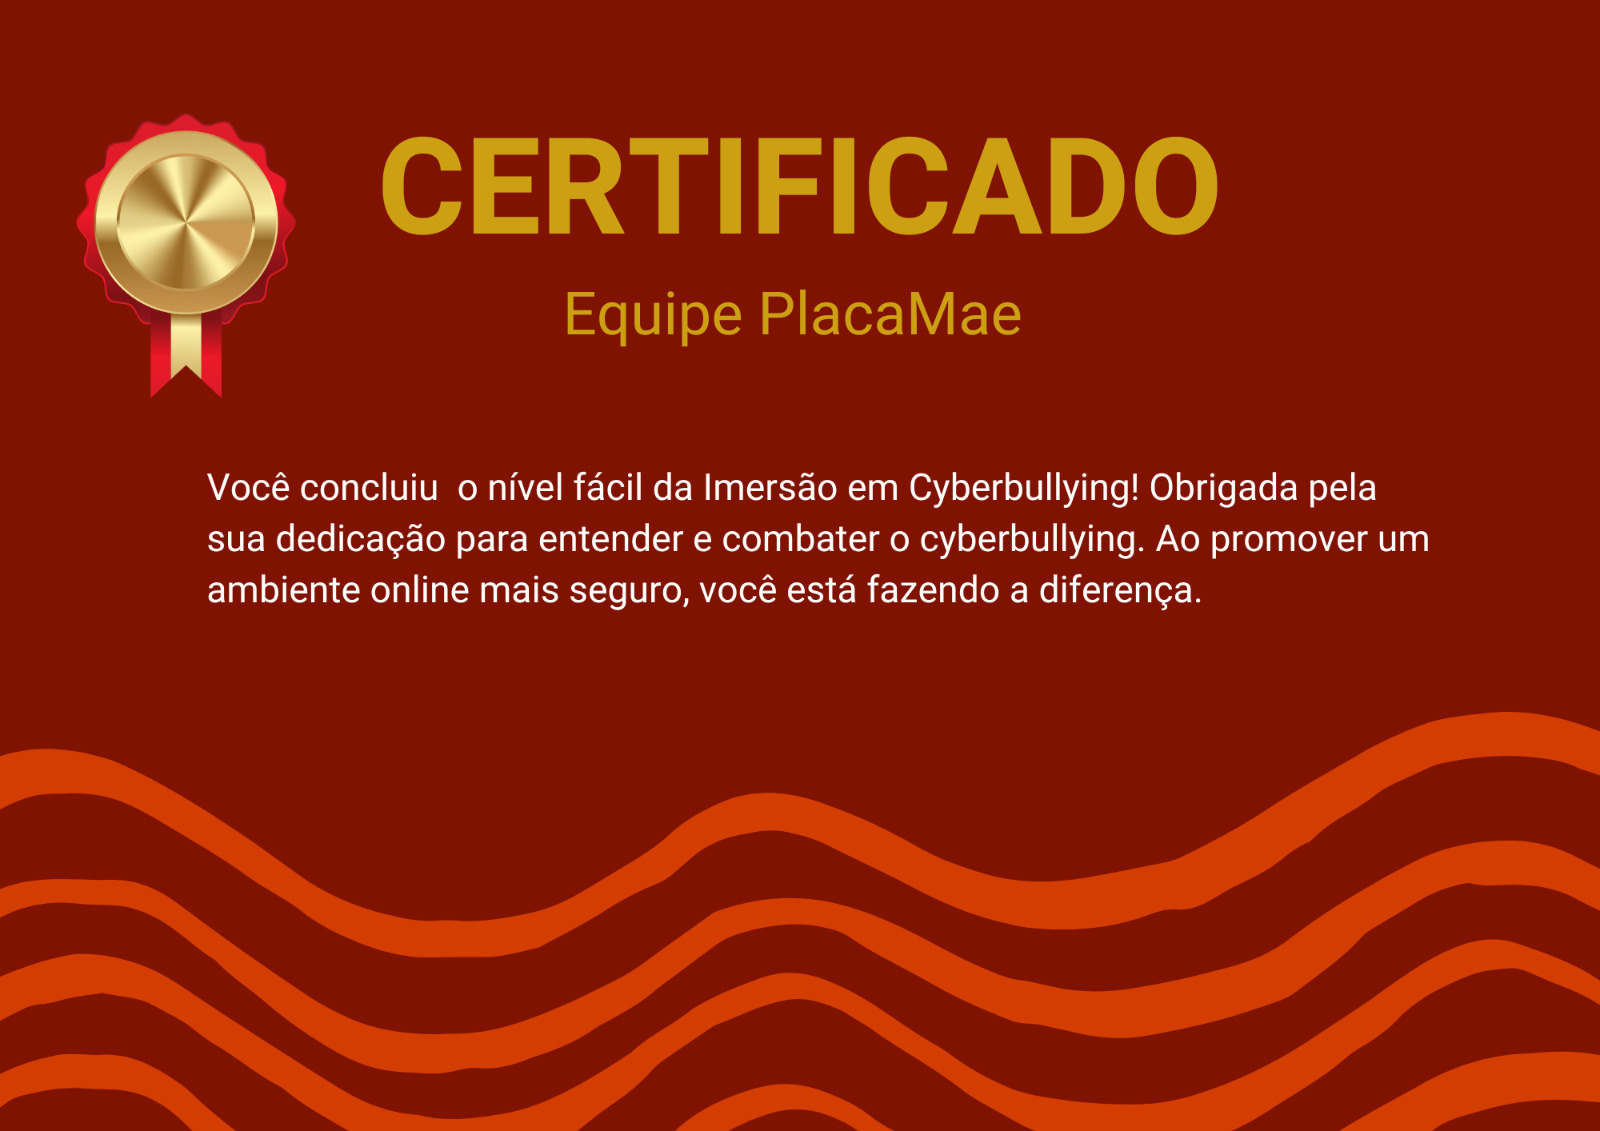 CERTIFICADO
Equipe PlacaMae
Você concluiu  o nível fácil da Imersão em Cyberbullying! Obrigada pela
sua dedicação para entender e combater o cyberbullying. Ao promover um
ambiente online mais seguro, você está fazendo a diferença.